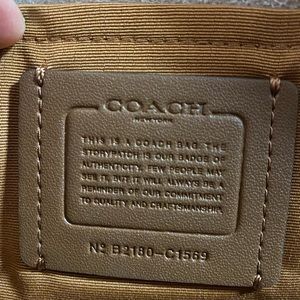 COACH
NEW YORK
THIS IS A COACH BAG. THE
STORYPATCH IS OUR BADGE OF
AUTHENTICITY. FEW PEOPLE MAY
SEE IT, BUT IT WILL ALWAYS BE A
REMINDER OF OUR COMMITMENT
TO QUALITY AND CRAFTSMANSHIP.
Nº B2180-C1569